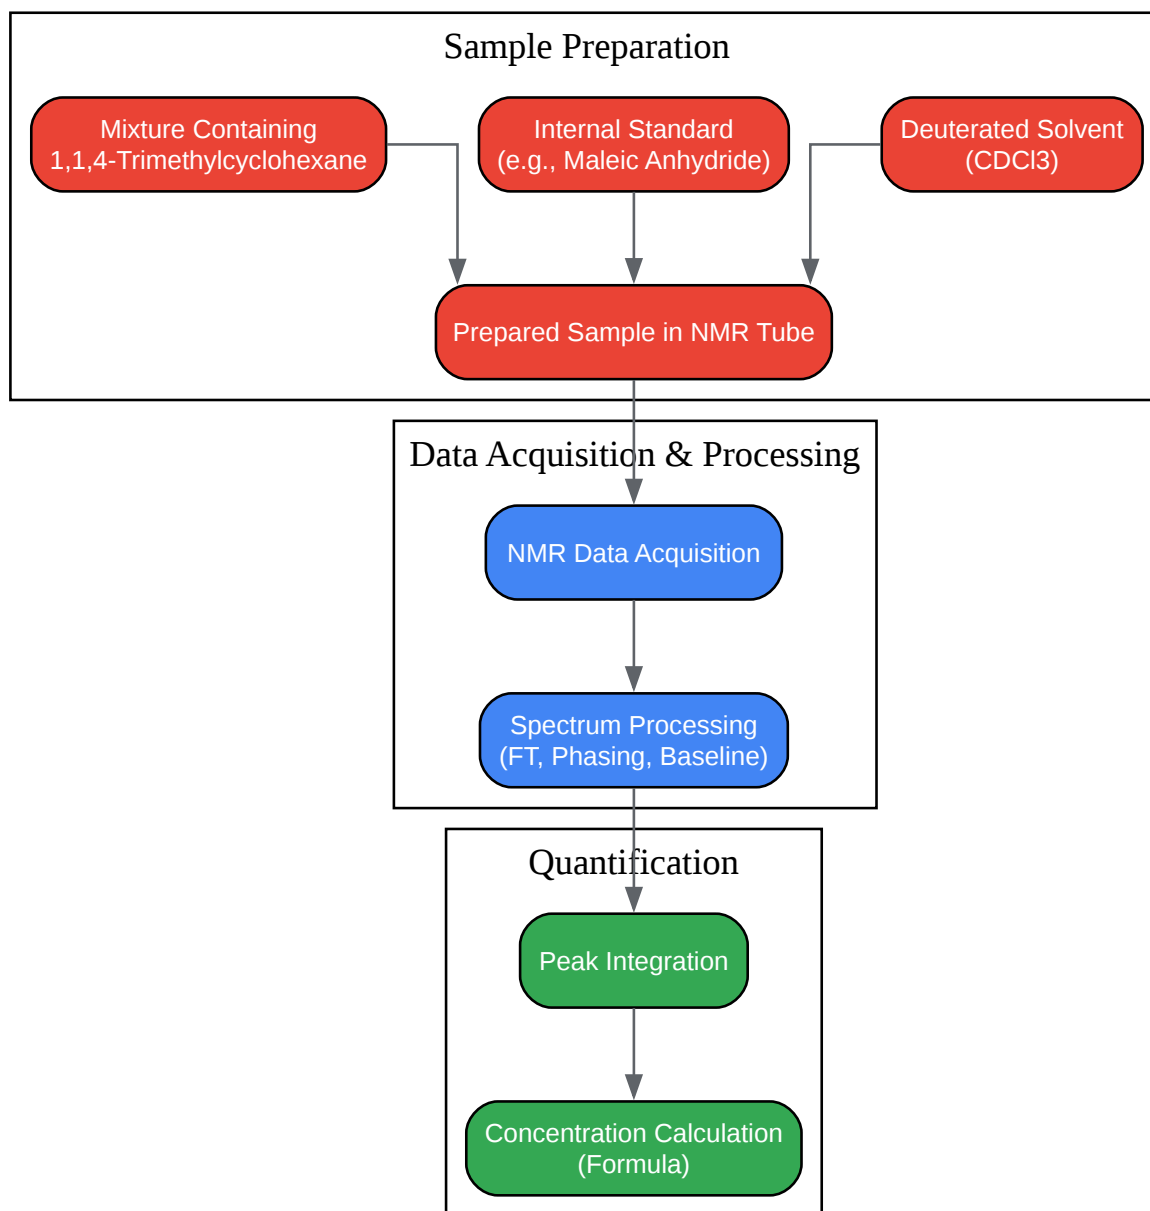 Sample Preparation
Mixture Containing
1,1,4-Trimethylcyclohexane
Internal Standard
(e.g., Maleic Anhydride)
Deuterated Solvent
(CDCl3)
Prepared Sample in NMR Tube
Data Acquisition & Processing
NMR Data Acquisition
Spectrum Processing
(FT, Phasing, Baseline)
Quantification
Peak Integration
Concentration Calculation
(Formula)